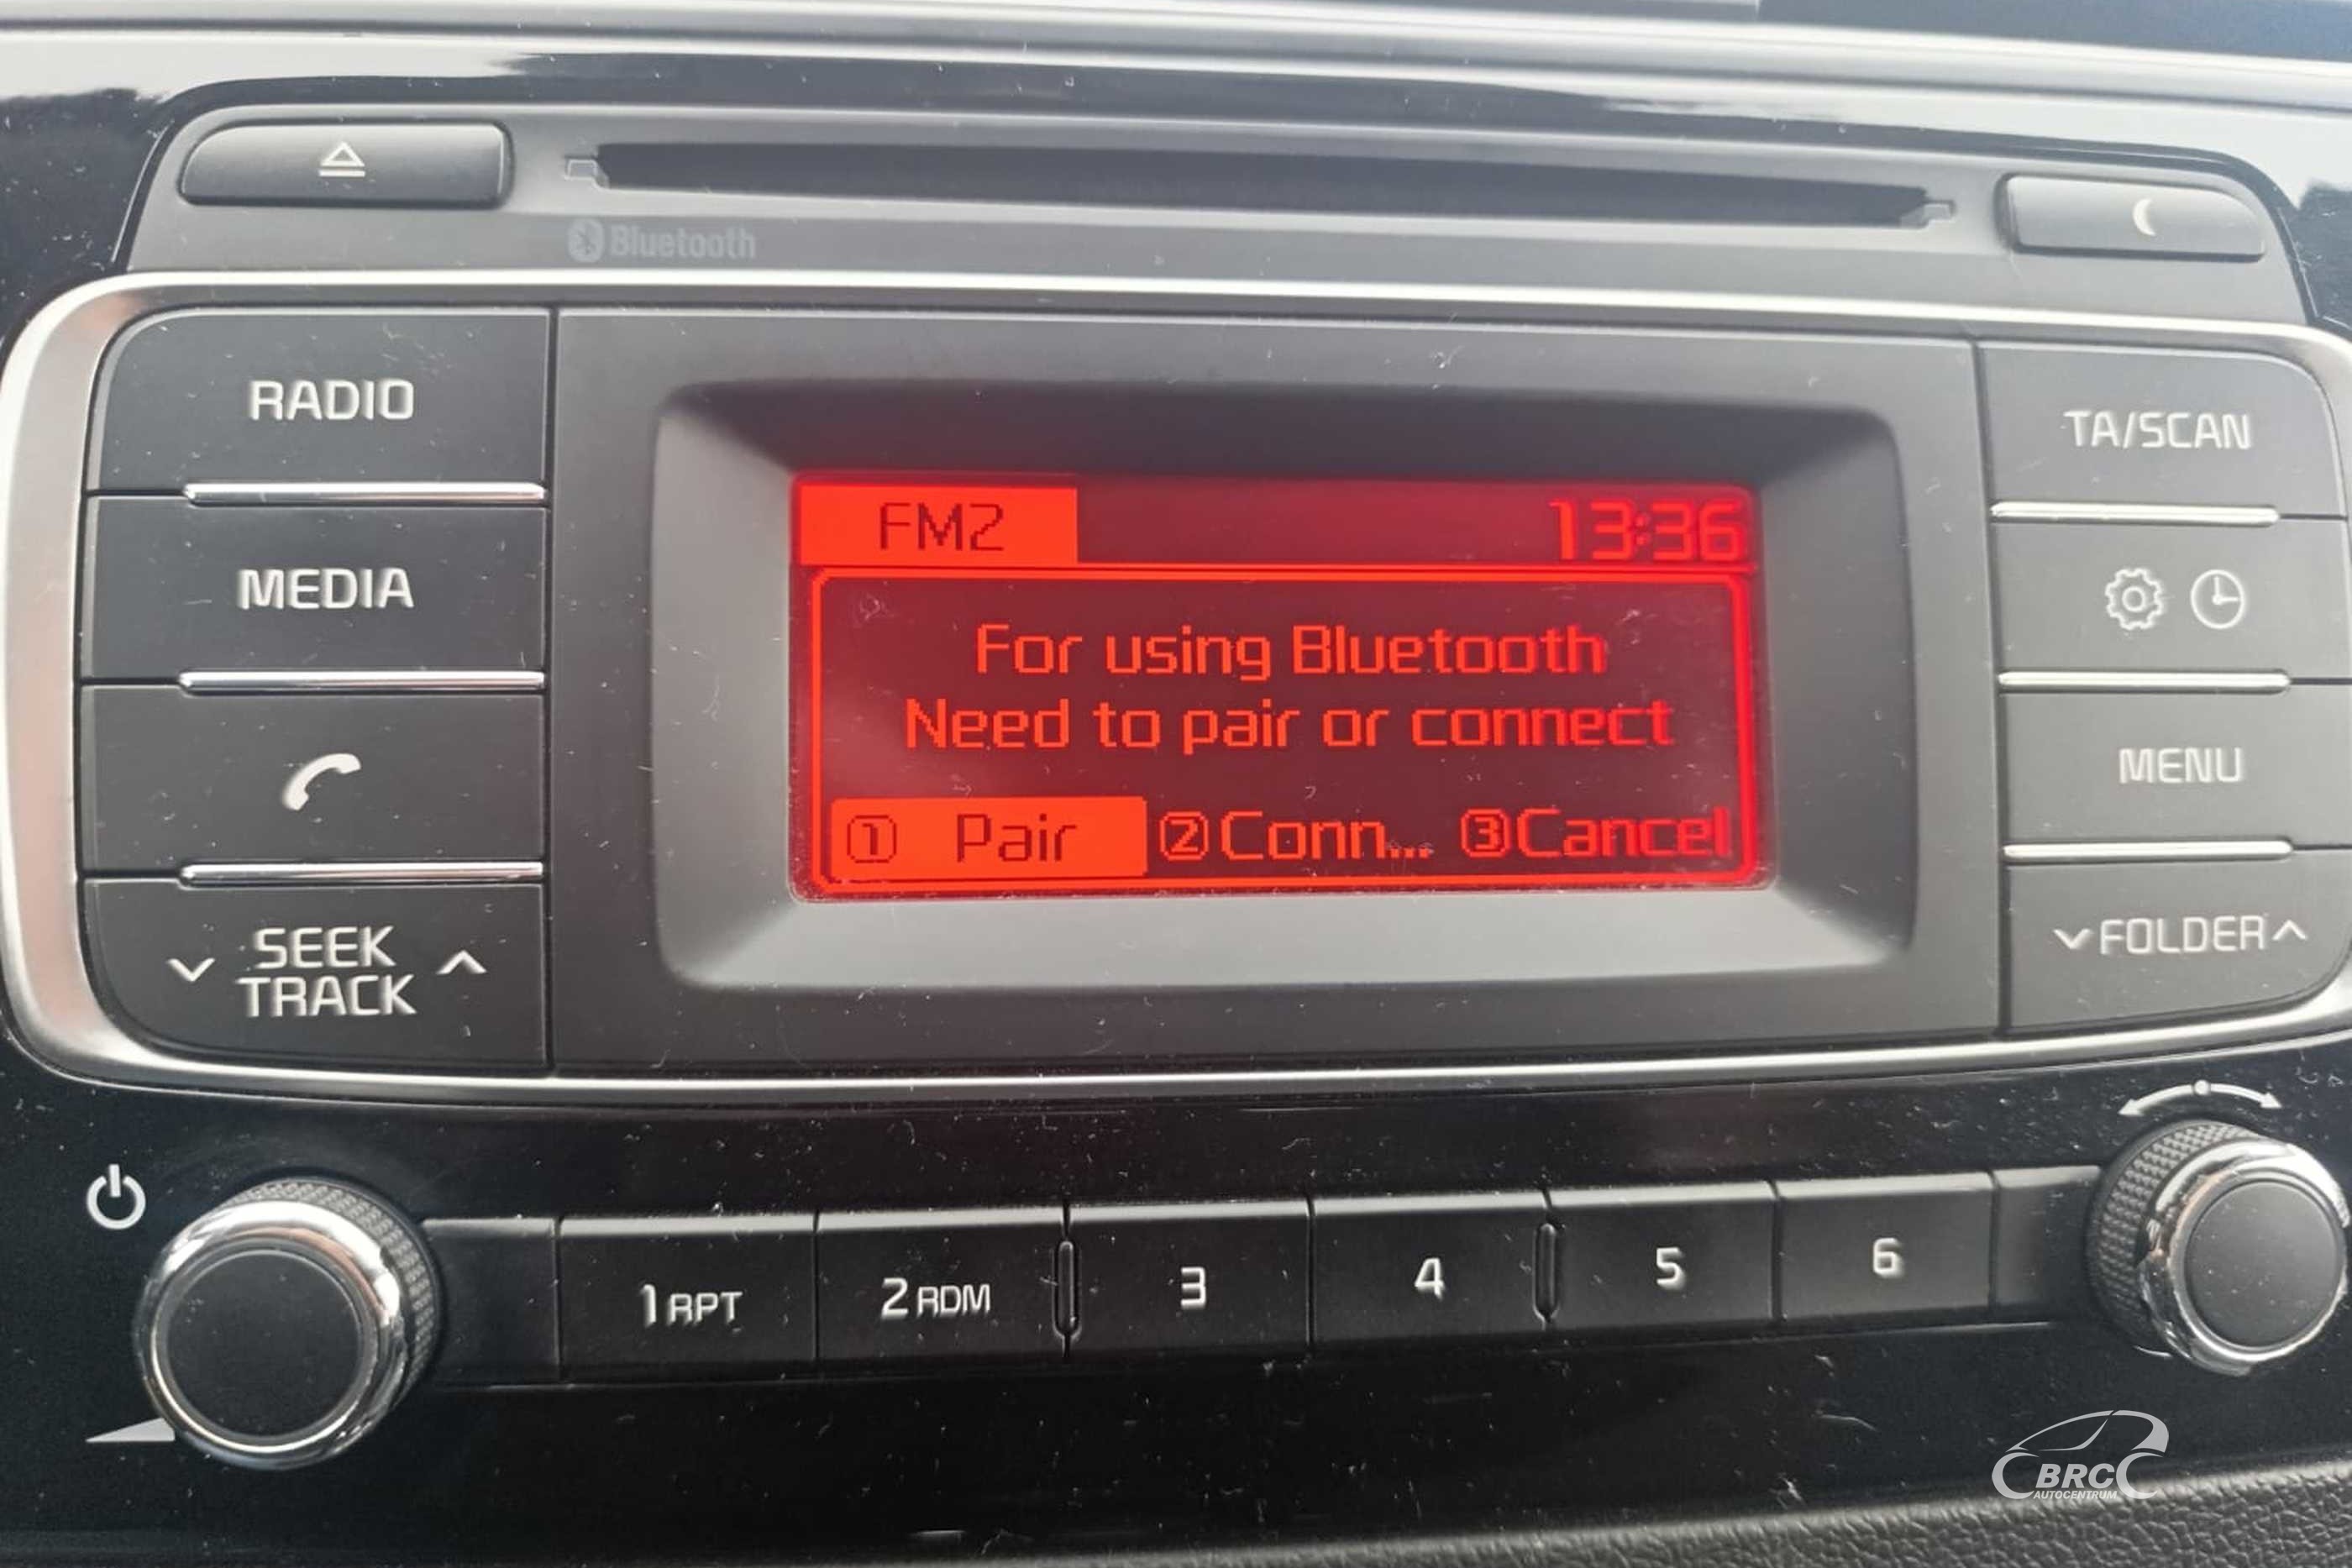 Bluetooth
RADIO
MEDIA
SEEK
TRACK
FM2 13:36
For using Bluetooth
Need to pair or connect
① Pair ②Conn... ③Cancel
TA/SCAN
MENU
FOLDER
1 RPT 2 RDM 3 4 5 6
BRC
AUTOCENTRUM